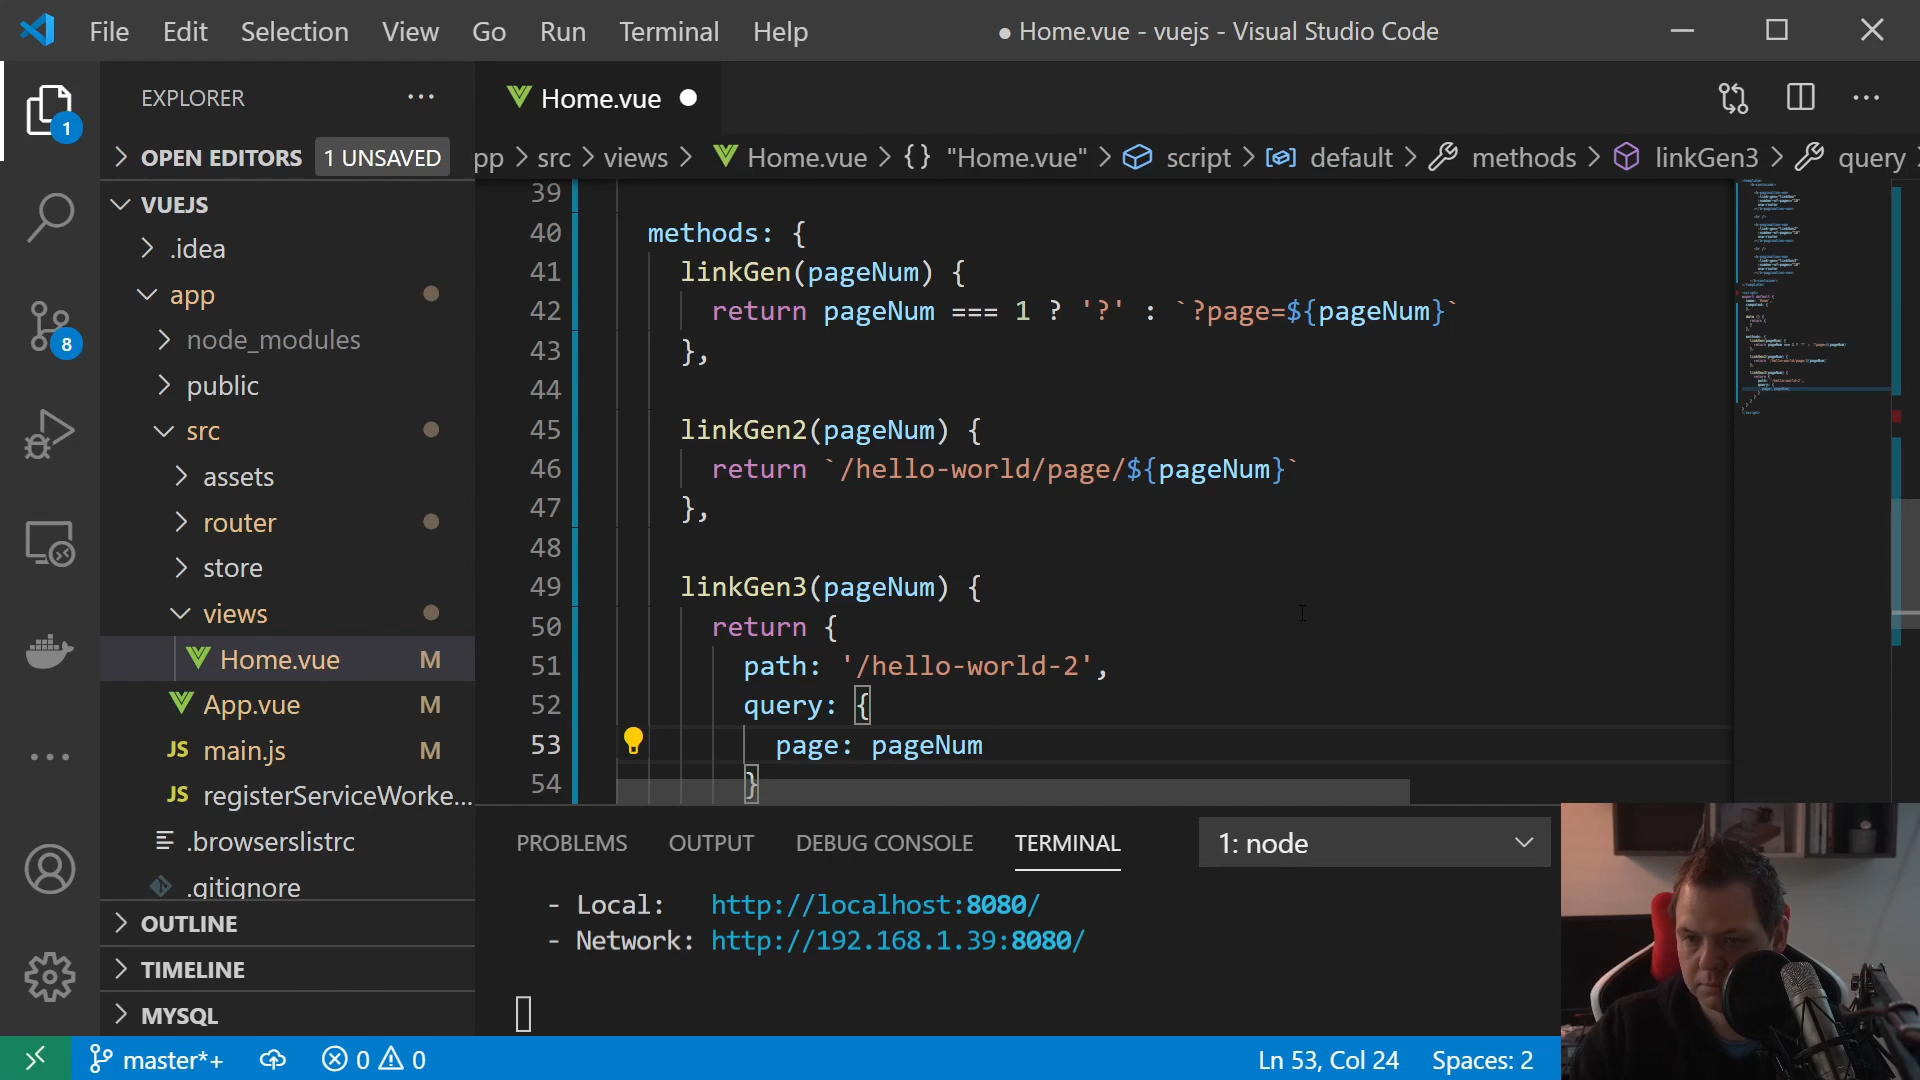 File Edit Selection View Go Run Terminal Help ● Home.vue - vuejs - Visual Studio Code
EXPLORER
Home.vue
OPEN EDITORS 1 UNSAVED
pp > src > views > Home.vue > {} "Home.vue" > script > default > methods > linkGen3 > query
VUEJS
.idea
app
node_modules
public
src
assets
router
store
views
Home.vue M
App.vue M
JS main.js M
JS registerServiceWorke...
.browserslistrc
.gitignore
OUTLINE
TIMELINE
MYSQL
1
8
39
40 methods: {
41 linkGen(pageNum) {
42 return pageNum === 1 ? '?' : `?page=${pageNum}`
43 },
44
45 linkGen2(pageNum) {
46 return `/hello-world/page/${pageNum}`
47 },
48
49 linkGen3(pageNum) {
50 return {
51 path: '/hello-world-2',
52 query: {
53 page: pageNum
54 }
PROBLEMS OUTPUT DEBUG CONSOLE TERMINAL 1: node
- Local: http://localhost:8080/
- Network: http://192.168.1.39:8080/
master*+ 0 0 Ln 53, Col 24 Spaces: 2